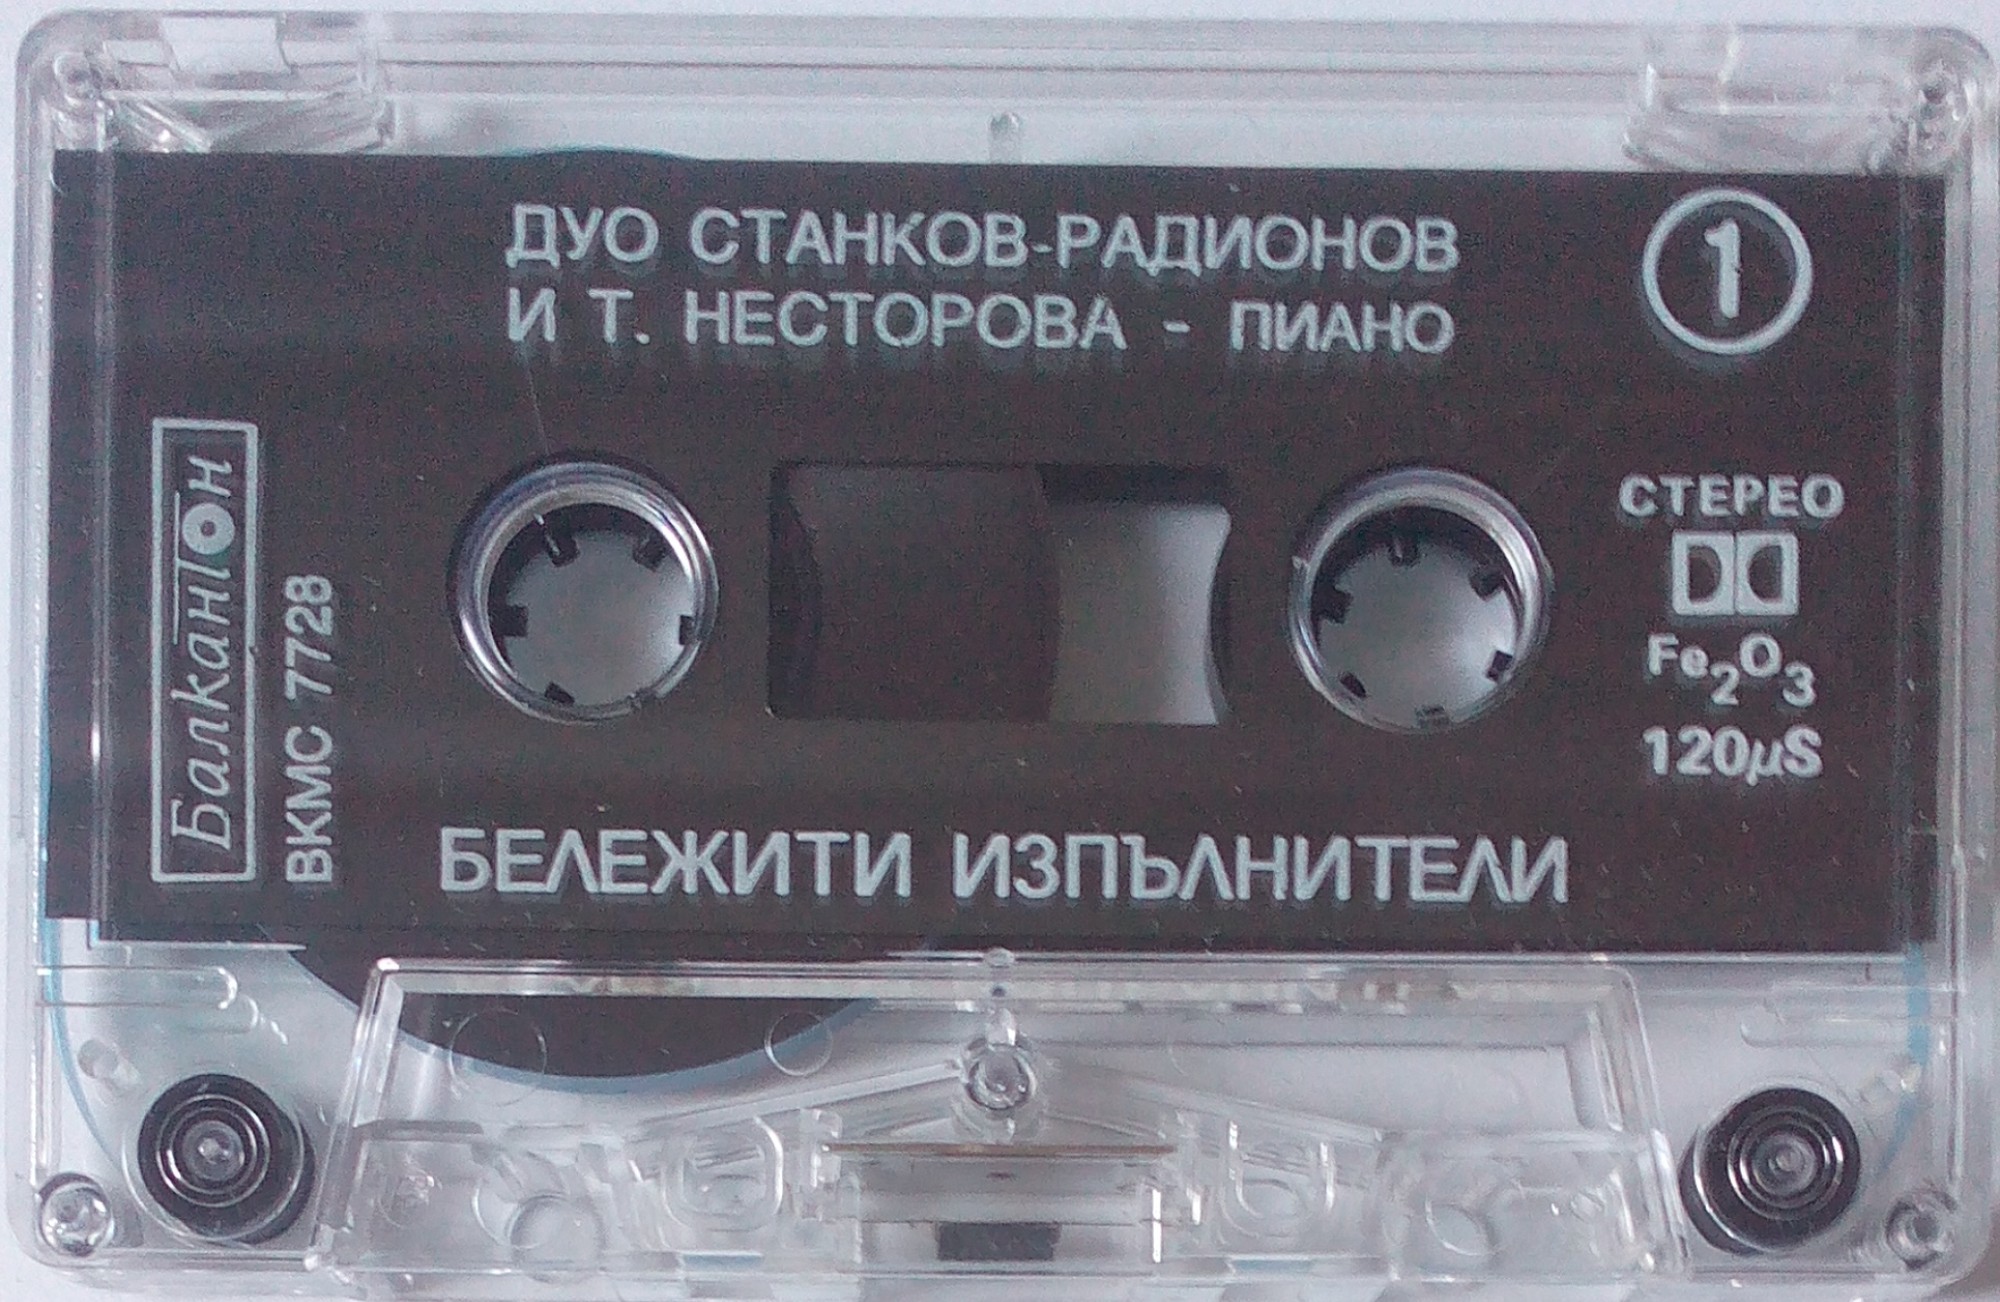 ДУО СТАНКОВ-РАДИОНОВ
И Т. НЕСТОРОВА - ПИАНО
1
Балкантон
ВКМС 7728
СТЕРЕО
Fe₂O₃
120µS
БЕЛЕЖИТИ ИЗПЪЛНИТЕЛИ